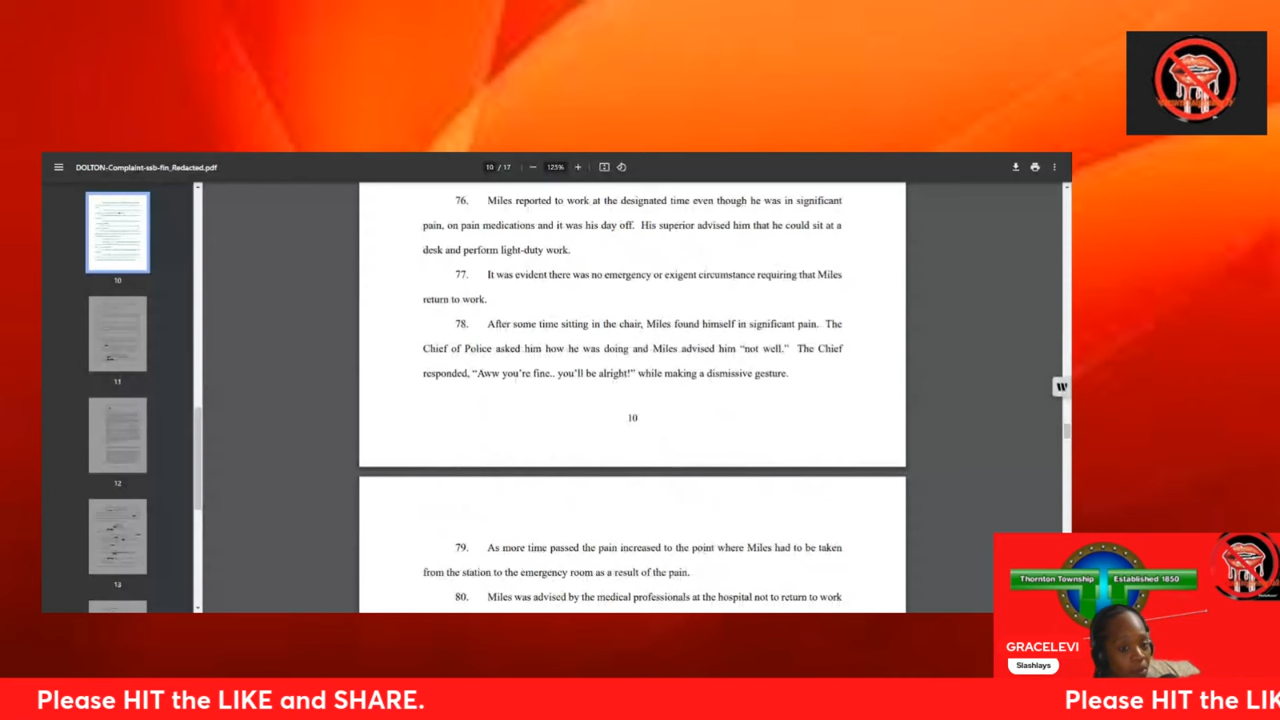 DOLTON-Complaint-ssb-fin_Redacted.pdf
10 / 17
125%
76. Miles reported to work at the designated time even though he was in significant
pain, on pain medications and it was his day off. His superior advised him that he could sit at a
desk and perform light-duty work.
77. It was evident there was no emergency or exigent circumstance requiring that Miles
return to work.
78. After some time sitting in the chair, Miles found himself in significant pain. The
Chief of Police asked him how he was doing and Miles advised him “not well.” The Chief
responded, “Aww you’re fine.. you’ll be alright!” while making a dismissive gesture.
10
79. As more time passed the pain increased to the point where Miles had to be taken
from the station to the emergency room as a result of the pain.
80. Miles was advised by the medical professionals at the hospital not to return to work
10
11
12
13
W
Thornton Township
Established 1850
GRACELEVI
Slashlays
Please HIT the LIKE and SHARE.
Please HIT the LIK